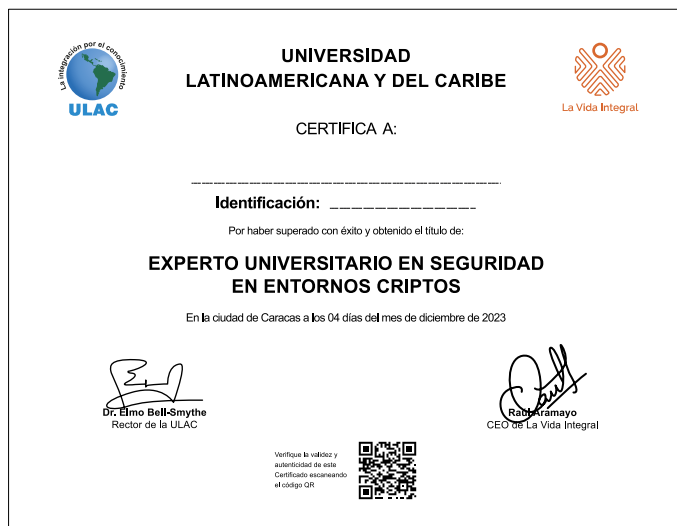 La integración por el conocimiento
ULAC
UNIVERSIDAD
LATINOAMERICANA Y DEL CARIBE
La Vida Integral
CERTIFICA A:
Identificación:
Por haber superado con éxito y obtenido el título de:
EXPERTO UNIVERSITARIO EN SEGURIDAD
EN ENTORNOS CRIPTOS
En la ciudad de Caracas a los 04 días del mes de diciembre de 2023
Dr. Elmo Bell-Smythe
Rector de la ULAC
Raúl Aramayo
CEO de La Vida Integral
Verifique la validez y
autenticidad de este
Certificado escaneando
el código QR